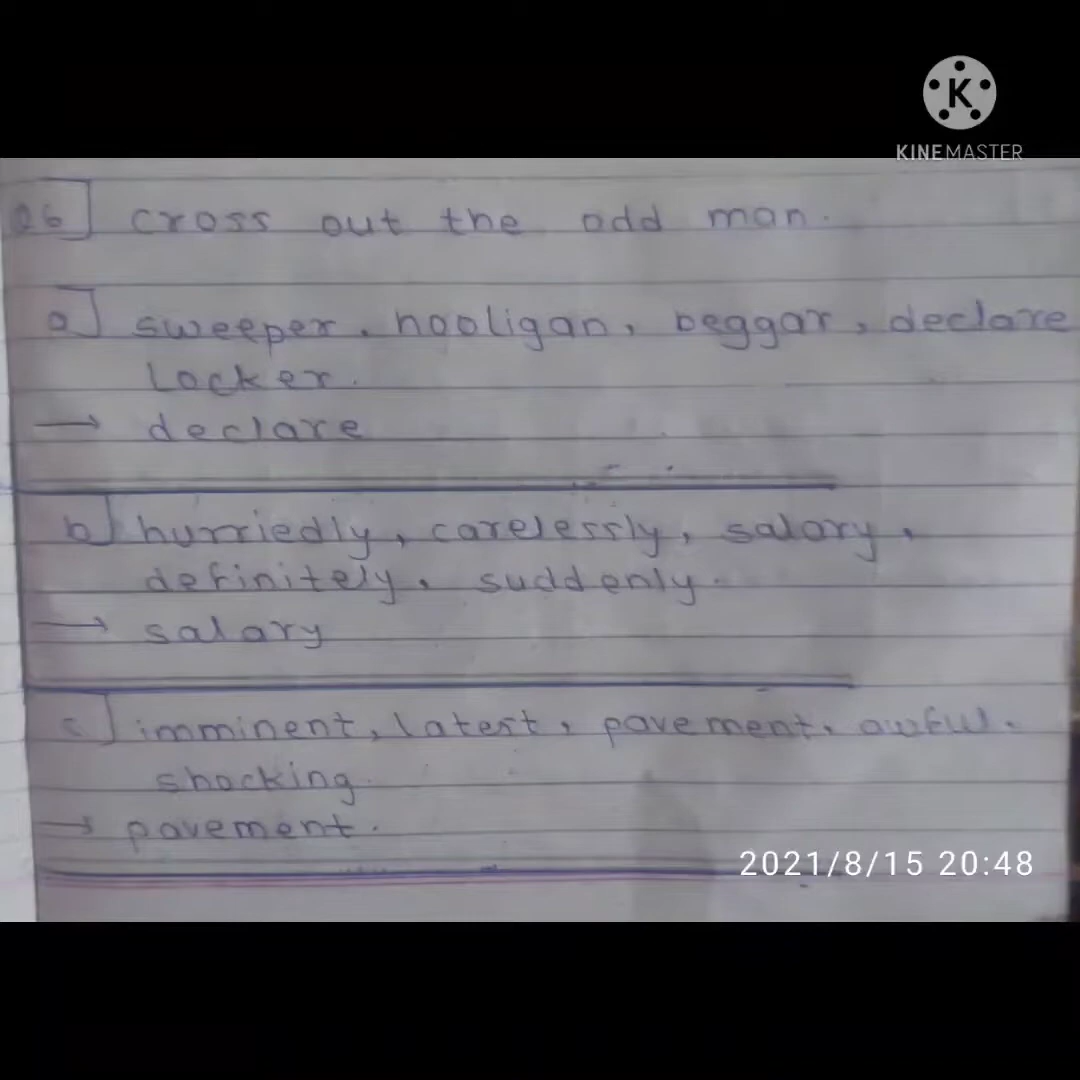 K
KINEMASTER
Q6] cross out the odd man.
a] sweeper, hooligan, beggar, declare
Locker.
→ declare
b] hurriedly, carelessly, salary,
definitely, suddenly.
→ salary
c] imminent, latest, pavement, awful,
shocking.
→ pavement.
2021/8/15 20:48